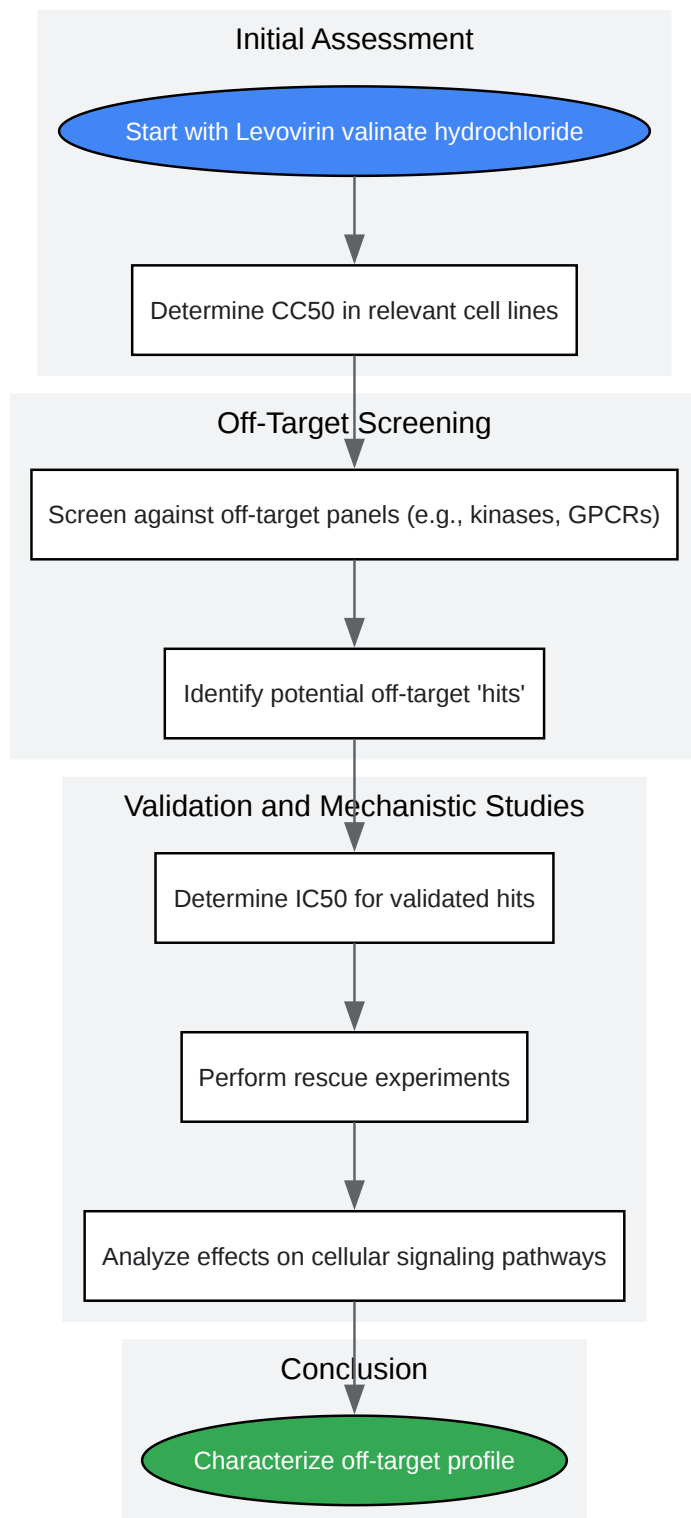 Initial Assessment
Start with Levovirin valinate hydrochloride
Determine CC50 in relevant cell lines
Off-Target Screening
Screen against off-target panels (e.g., kinases, GPCRs)
Identify potential off-target 'hits'
Validation and Mechanistic Studies
Determine IC50 for validated hits
Perform rescue experiments
Analyze effects on cellular signaling pathways
Conclusion
Characterize off-target profile